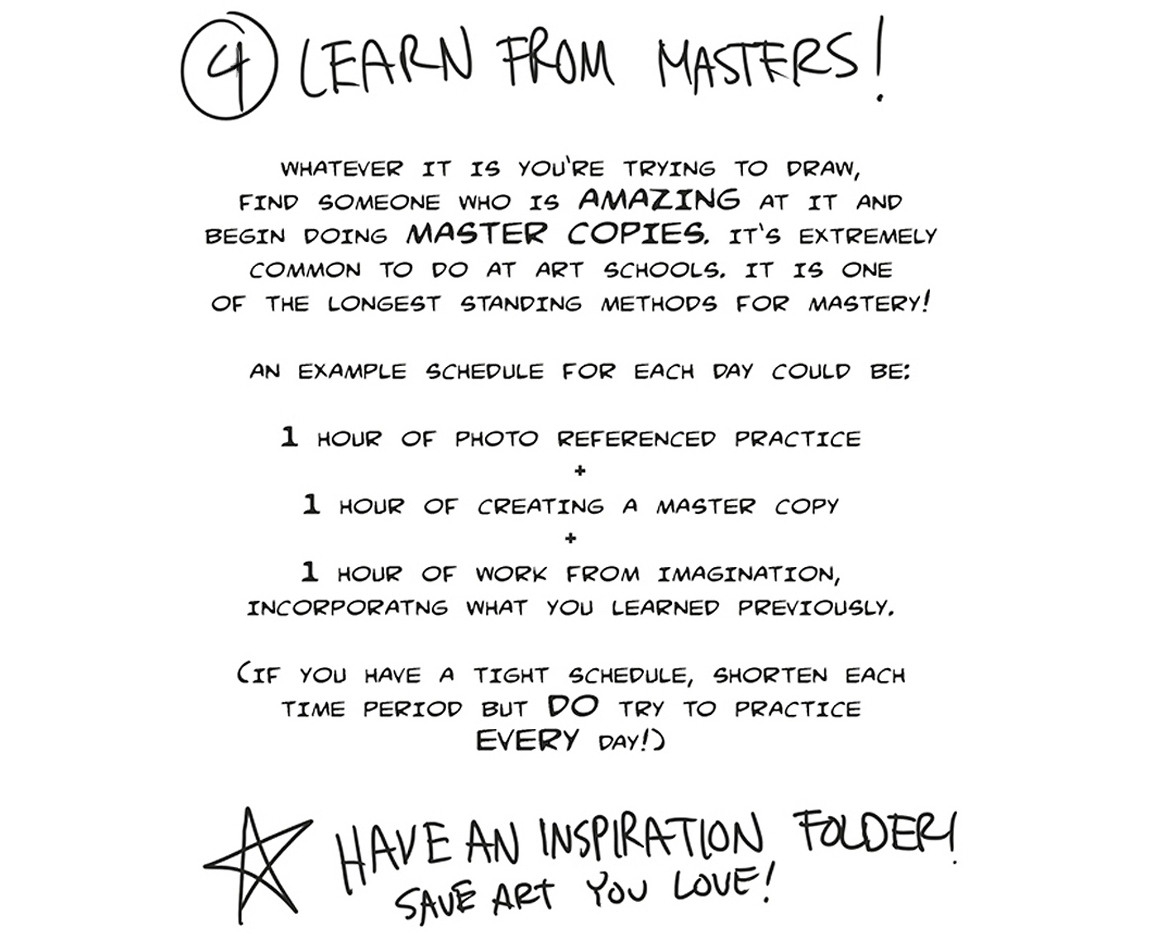 4 LEARN FROM MASTERS!
WHATEVER IT IS YOU'RE TRYING TO DRAW,
FIND SOMEONE WHO IS AMAZING AT IT AND
BEGIN DOING MASTER COPIES. IT'S EXTREMELY
COMMON TO DO AT ART SCHOOLS. IT IS ONE
OF THE LONGEST STANDING METHODS FOR MASTERY!
AN EXAMPLE SCHEDULE FOR EACH DAY COULD BE:
1 HOUR OF PHOTO REFERENCED PRACTICE
+
1 HOUR OF CREATING A MASTER COPY
+
1 HOUR OF WORK FROM IMAGINATION,
INCORPORATNG WHAT YOU LEARNED PREVIOUSLY.
(IF YOU HAVE A TIGHT SCHEDULE, SHORTEN EACH
TIME PERIOD BUT DO TRY TO PRACTICE
EVERY DAY!)
HAVE AN INSPIRATION FOLDER!
SAVE ART YOU LOVE!